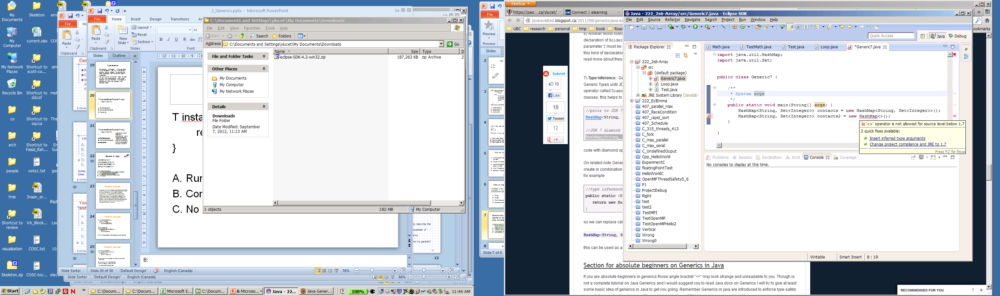 My Documents
Skeleton
My Computer
current.xlsx
My Network Places
Shortcut to scott-co...
Recycle Bin
Shortcut to ddcof
co
Shortcut to oqcca
arch
Shortcut to Faisal_Rah...
people
vote1.txt
tmp
3vaan_er...
Shortcut to review
VA_Block...
visualization
COSC.txt
Skeleton.zip
COSC-toc...
2_Generics.pptx - Microsoft PowerPoint
File Home Insert Design Transitions
Paste
New Slide
Layout
Reset
Section
Clipboard
Slides
Font
Slides Outline
19
Type erasure
20
21
22
Beware of traps
23
Generics subtypes
24
Generics subtypes
25
Generics subtypes
T insta
re
}
A. Run
B. Con
C. No
B:
Slide Sorter
Slide 20 of 30 "Default Design" English (Canada) 76%
Slide Sorter "Default Design" English (Canada) 66%
C:\Documents and Settings\ylucet\My Documents\Downloads
File Edit View Favorites Tools Help
Back Search Folders
Address C:\Documents and Settings\ylucet\My Documents\Downloads Go
File and Folder Tasks
Other Places
My Documents
My Computer
My Network Places
Details
Downloads
File Folder
Date Modified: September 7, 2012, 11:13 AM
Name Size Type D
eclipse-SDK-4.2-win32.zip 187,263 KB zip Archive 2
1 objects 182 MB My Computer
ly describe the
urposes of
ke my parents?
12
Start
C:\Docum...
C:\Docum...
Microsoft E...
C:\Docum...
6 Microso...
Java - 22...
Java Gener...
100%
11:44 AM
File
Preview
Preview
Slides
2
3
4
5
6
7
8
Slide 7 of 8
Firefox
https://peo....ca/ylucet/
Connect | elearning
javarevisited.blogspot.ca/2011/09/generics-java-ex
UBC research personal tmp book Road
ookmarks
declaration of Holder
parameter T must be
this kind of declaration
read more about thes
7) Type inference : Ge
Generic Types until JD
operator called Diamo
classes. this helps to
//prior to JDK 7
HashMap<String,
//JDK 7 diamond
HashMap<String,
code with diamond op
On related note Gener
create in combination
for example
//type inference
public static <K
return new Ha
}
so we can replace cal
HashMap<String, S
this can be used as a
Submit
10
Like
18
Tweet
12
+1
Section for absolute beginners on Generics in Java
If you are absolute beginners in generics those angle bracket "<>" may look strange and unreadable to you. Though is
not a complete tutorial on Java Generics and I would suggest you to read Java docs on Generics I will try to give at least
some basic idea of generics in Java to get you going. Remember Generics in java are introduced to enforce type-safety
RECOMMENDED FOR YOU ? +
Java - 222_2s6-Array/src/Generic7.java - Eclipse SDK
File Edit Source Refactor Navigate Search Project Run Window Help
Quick Access Java Debug
Package Explorer
222_2s6-Array
src
(default package)
Generic7.java
Loop.java
Test.java
JRE System Library [JavaSE-
222_EclEmma
407_parallel_max
407_RaceCondition
407_rapid_sort
407_Schedule
C_315_threads_413
C_fork
C_max_parallel
C_max_serial
C_UndefinedOuput
Cpp_HelloWorld
ExperimentC
floatingPointTest
HelloWorldC
OpenMPThreadSafety5_6
P1
ProjectDebug
Right
test
test2
TestMPI
TestOpenMP
TestOpenMPHello2
Vertical
Wrong
Wrong0
Math.java TestMath.java Test.java Loop.java *Generic7.java
import java.util.HashMap;
import java.util.Set;
public class Generic7 {
/**
* @param args
*/
public static void main(String[] args) {
HashMap<String, Set<Integer>> contacts = new HashMap<String, Set<Integer>>();
HashMap<String, Set<Integer>> contacts2 = new HashMap<>();
}
}
'<>' operator is not allowed for source level below 1.7
2 quick fixes available:
Insert inferred type arguments
Change project compliance and JRE to 1.7
Press 'F2' for focus
Problems Javadoc Declaration JUnit Console Coverage
No consoles to display at this time.
Writable Smart Insert 8 : 19